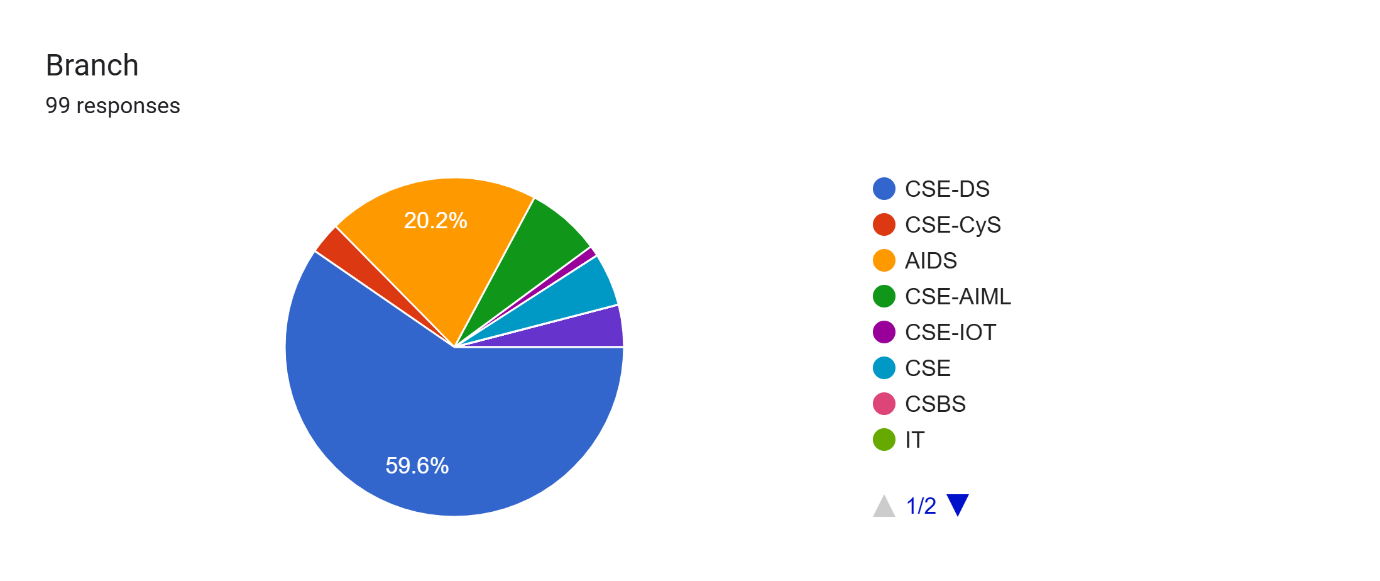 Branch
99 responses
20.2%
59.6%
CSE-DS
CSE-CyS
AIDS
CSE-AIML
CSE-IOT
CSE
CSBS
IT
1/2